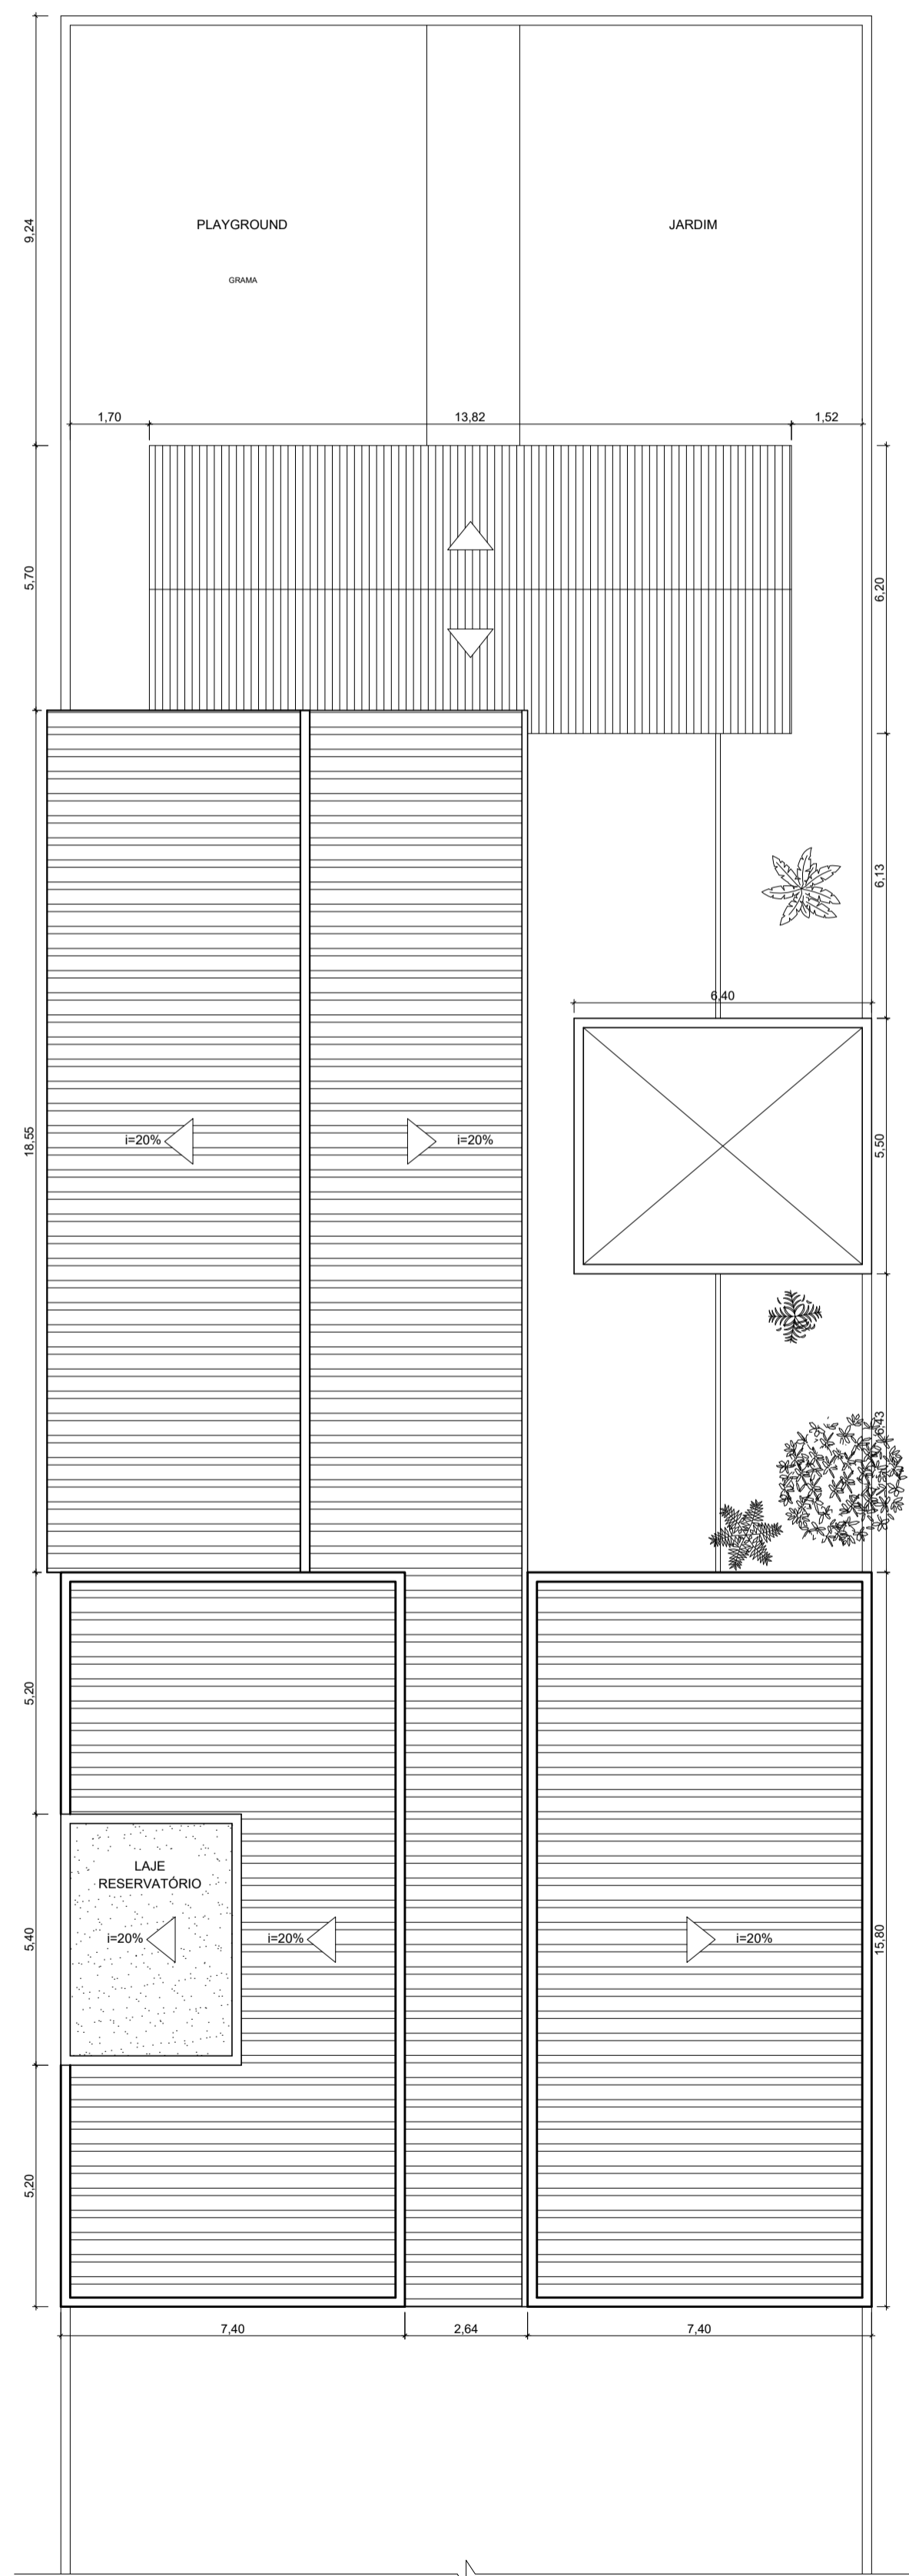 9,24
PLAYGROUND
JARDIM
GRAMA
1,70
13,82
1,52
5,70
6,20
6,13
6,40
18,55
i=20%
i=20%
5,50
6,43
5,20
LAJE
RESERVATÓRIO
5,40
i=20%
i=20%
i=20%
15,80
5,20
7,40
2,64
7,40